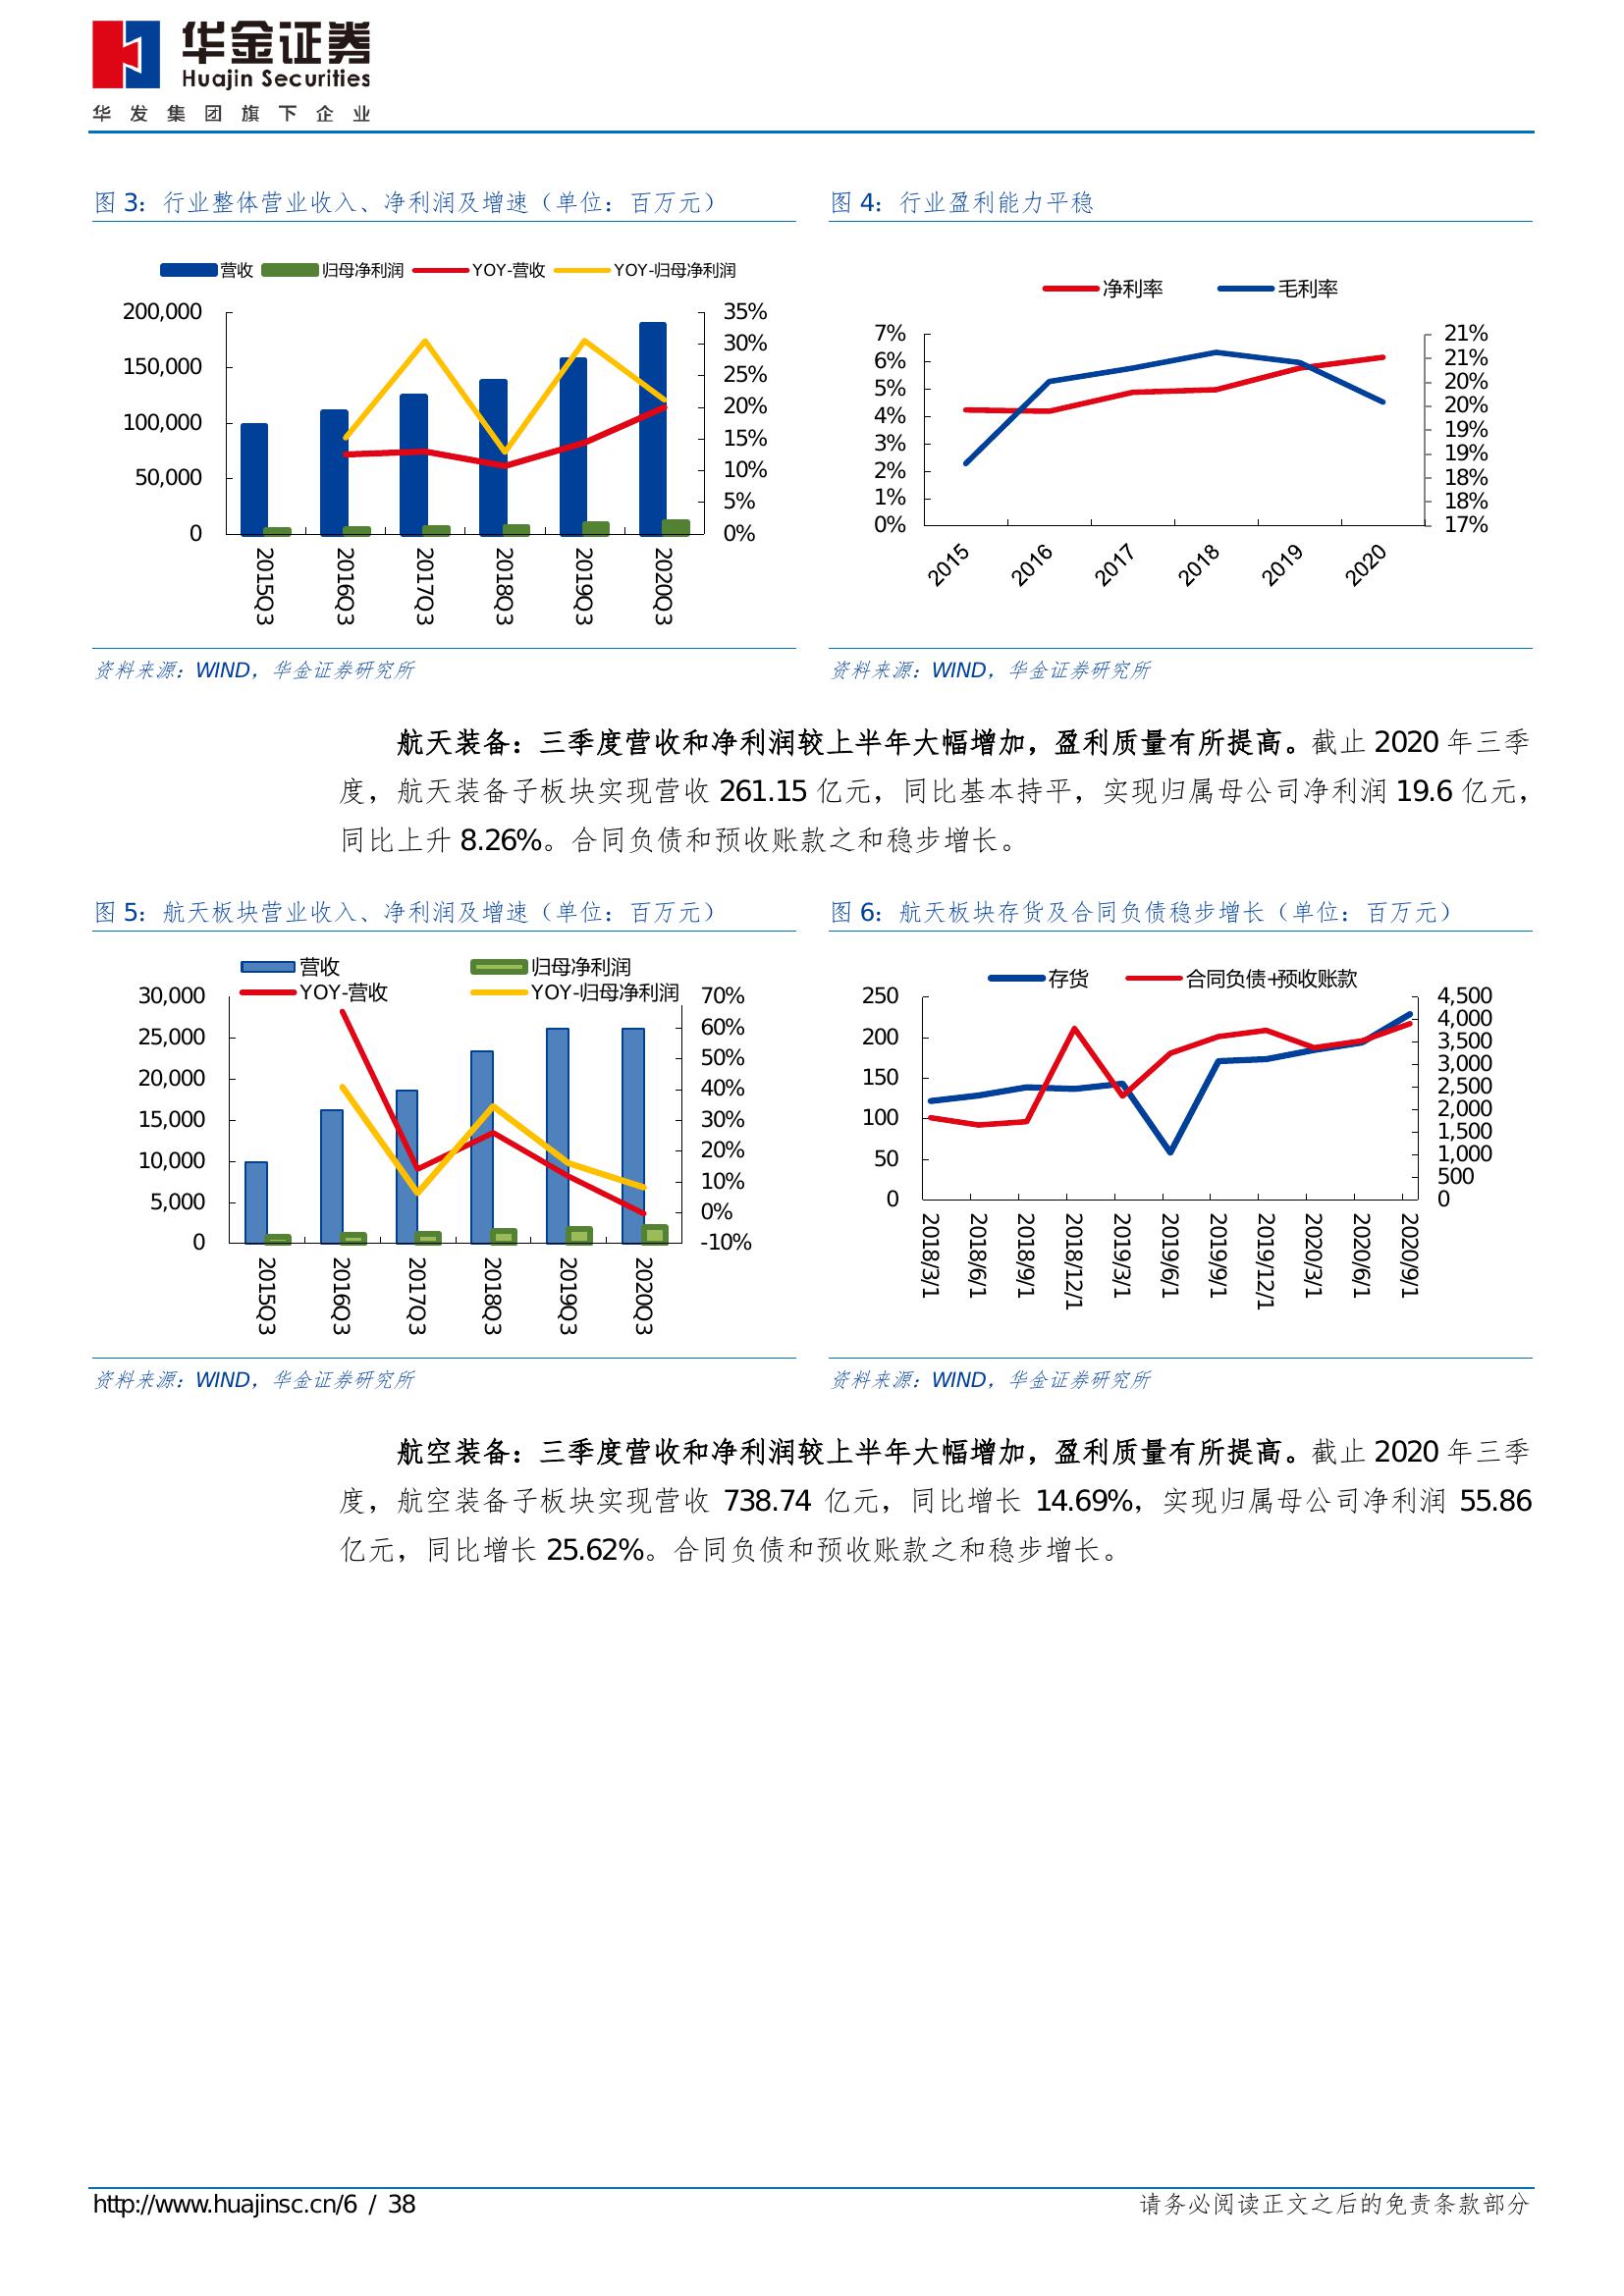 华金证券
Huajin Securities
华发集团旗下企业
图 3：行业整体营业收入、净利润及增速（单位：百万元）
营收 归母净利润 YOY-营收 YOY-归母净利润
200,000
150,000
100,000
50,000
0
35%
30%
25%
20%
15%
10%
5%
0%
2015Q3
2016Q3
2017Q3
2018Q3
2019Q3
2020Q3
资料来源：WIND，华金证券研究所
图 4：行业盈利能力平稳
净利率 毛利率
7%
6%
5%
4%
3%
2%
1%
0%
21%
21%
20%
20%
19%
19%
18%
18%
17%
2015
2016
2017
2018
2019
2020
资料来源：WIND，华金证券研究所
航天装备：三季度营收和净利润较上半年大幅增加，盈利质量有所提高。截止 2020 年三季
度，航天装备子板块实现营收 261.15 亿元，同比基本持平，实现归属母公司净利润 19.6 亿元，
同比上升 8.26%。合同负债和预收账款之和稳步增长。
图 5：航天板块营业收入、净利润及增速（单位：百万元）
营收 归母净利润
YOY-营收 YOY-归母净利润
30,000
25,000
20,000
15,000
10,000
5,000
0
70%
60%
50%
40%
30%
20%
10%
0%
-10%
2015Q3
2016Q3
2017Q3
2018Q3
2019Q3
2020Q3
资料来源：WIND，华金证券研究所
图 6：航天板块存货及合同负债稳步增长（单位：百万元）
存货 合同负债+预收账款
250
200
150
100
50
0
4,500
4,000
3,500
3,000
2,500
2,000
1,500
1,000
500
0
2018/3/1
2018/6/1
2018/9/1
2018/12/1
2019/3/1
2019/6/1
2019/9/1
2019/12/1
2020/3/1
2020/6/1
2020/9/1
资料来源：WIND，华金证券研究所
航空装备：三季度营收和净利润较上半年大幅增加，盈利质量有所提高。截止 2020 年三季
度，航空装备子板块实现营收 738.74 亿元，同比增长 14.69%，实现归属母公司净利润 55.86
亿元，同比增长 25.62%。合同负债和预收账款之和稳步增长。
http://www.huajinsc.cn/6 / 38
请务必阅读正文之后的免责条款部分